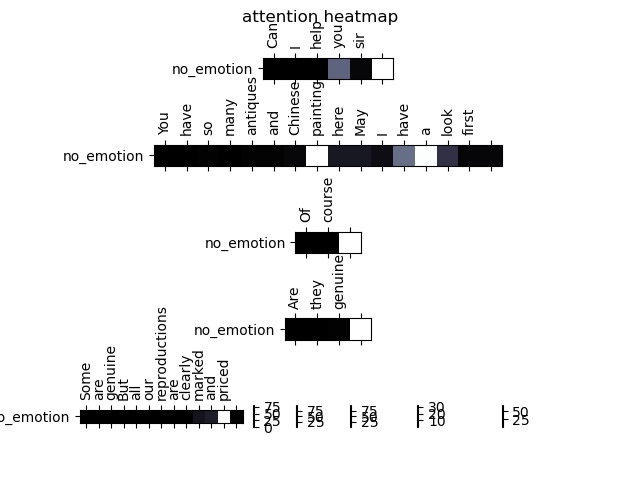 attention heatmap
Can I help you sir
no_emotion
You have so many antiques and Chinese painting here May I have a look first
no_emotion
Of course
no_emotion
Are they genuine
no_emotion
Some are genuine But all our reproductions are clearly marked and priced
o_emotion
75 50 25 0
75 50 25
75 50 25
30 20 10
50 25